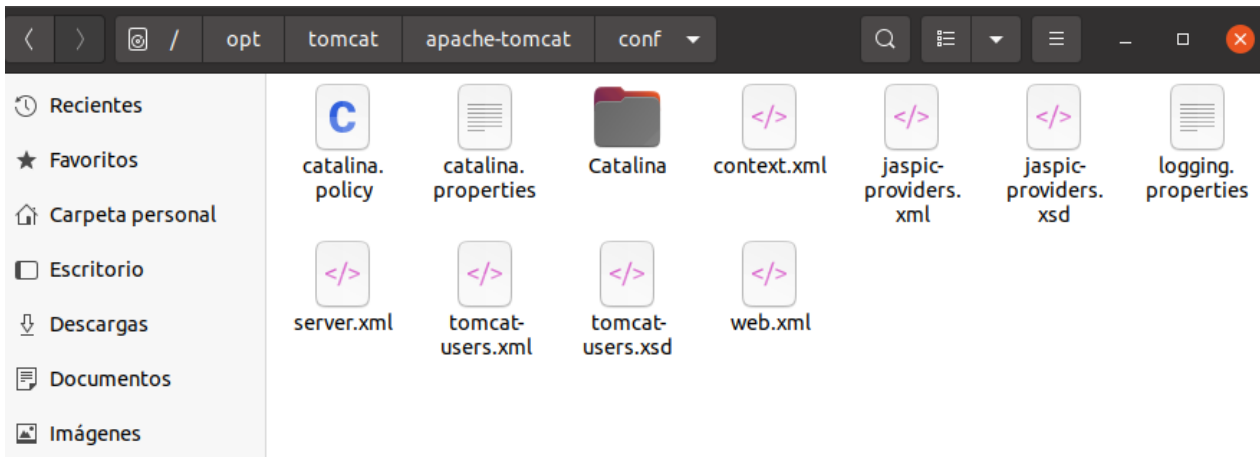 / opt tomcat apache-tomcat conf
Recientes
Favoritos
Carpeta personal
Escritorio
Descargas
Documentos
Imágenes
C
catalina.
policy
catalina.
properties
Catalina
</>
context.xml
</>
jaspic-
providers.
xml
</>
jaspic-
providers.
xsd
logging.
properties
</>
server.xml
</>
tomcat-
users.xml
</>
tomcat-
users.xsd
</>
web.xml